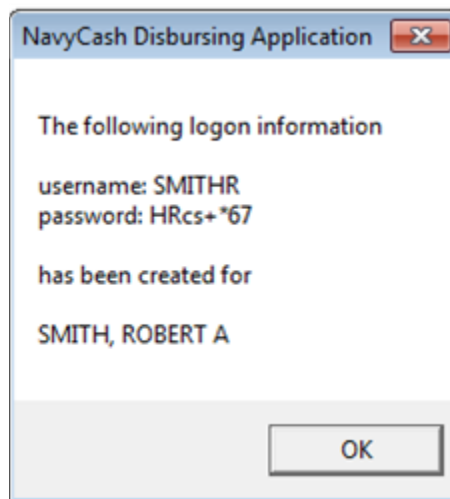 NavyCash Disbursing Application
The following logon information
username: SMITHR
password: HRcs+*67
has been created for
SMITH, ROBERT A
OK